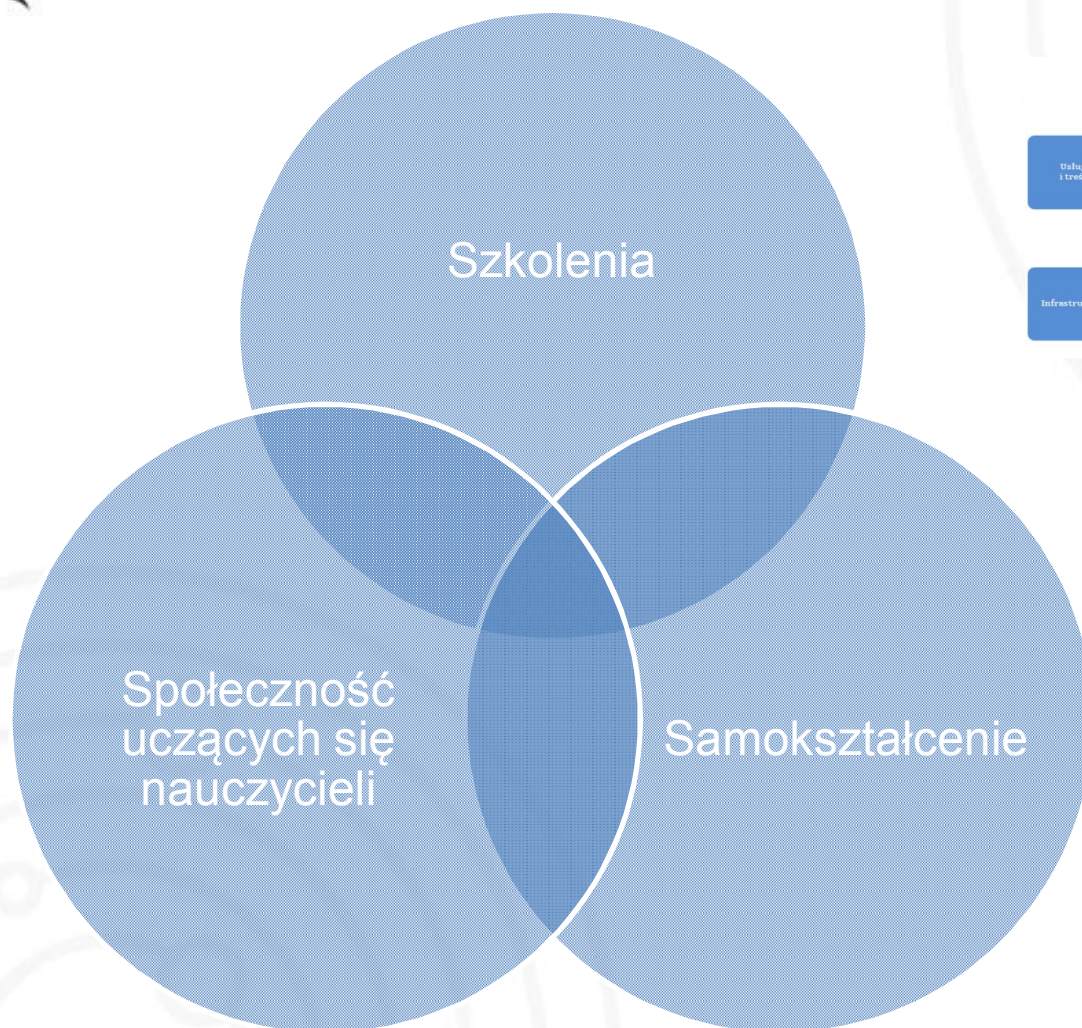 Szkolenia
Społeczność
uczących się
nauczycieli
Samokształcenie